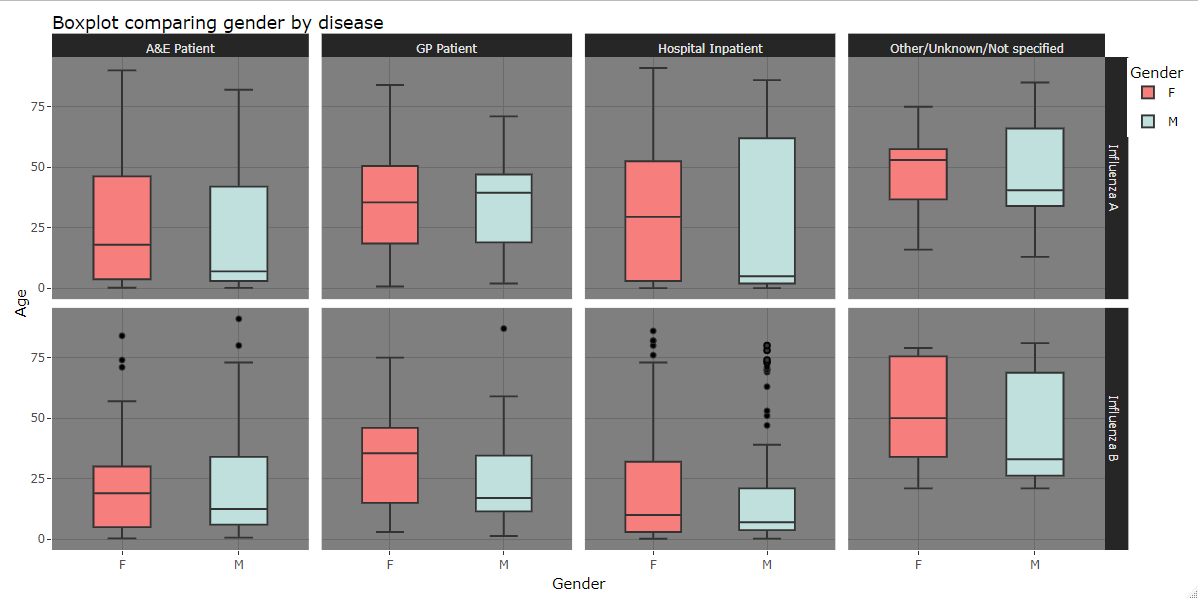 Boxplot comparing gender by disease
A&E Patient
GP Patient
Hospital Inpatient
Other/Unknown/Not specified
Gender
F
M
Influenza A
75
50
25
0
Age
Influenza B
75
50
25
0
F
M
F
M
F
M
F
M
Gender